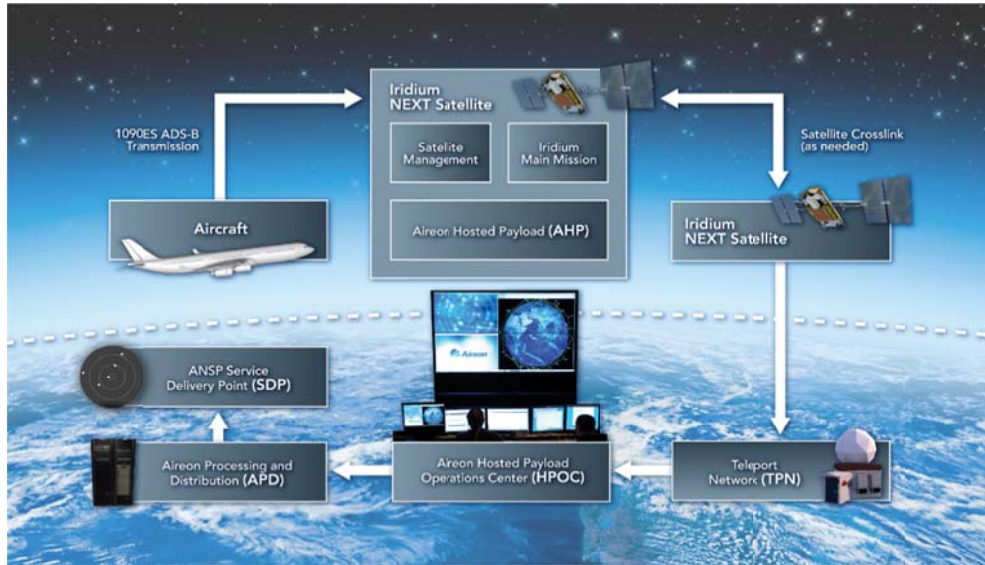 Iridium
NEXT Satellite
1090ES ADS-B
Transmission
Satelite
Management
Iridium
Main Mission
Satellite Crosslink
(as needed)
Aircraft
Aireon Hosted Payload (AHP)
Iridium
NEXT Satellite
Aireon
ANSP Service
Delivery Point (SDP)
Aireon Processing and
Distribution (APD)
Aireon Hosted Payload
Operations Center (HPOC)
Teleport
Network (TPN)